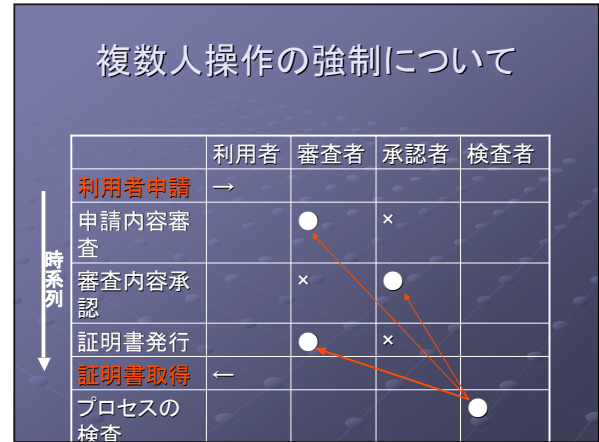 複数人操作の強制について
利用者 審査者 承認者 検査者
利用者申請 →
申請内容審
査 ● ×
審査内容承
認 × ●
証明書発行 ● ×
証明書取得 ←
プロセスの
検査 ●
時系列